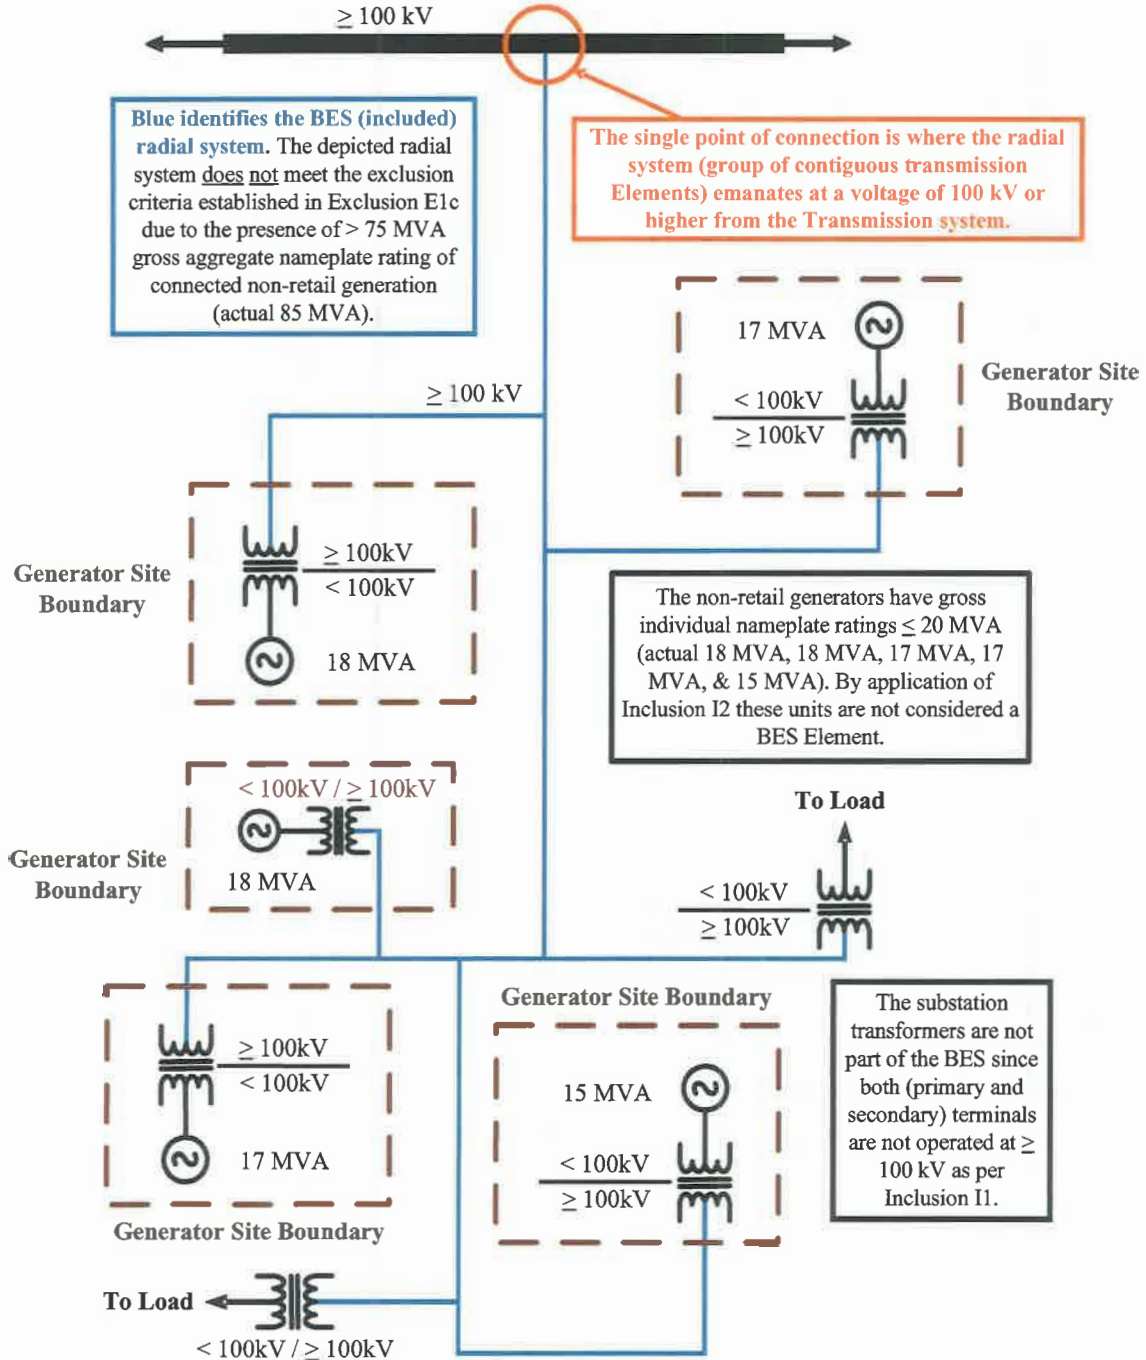 ≥ 100 kV
Blue identifies the BES (included)
radial system. The depicted radial
system does not meet the exclusion
criteria established in Exclusion E1c
due to the presence of > 75 MVA
gross aggregate nameplate rating of
connected non-retail generation
(actual 85 MVA).
The single point of connection is where the radial
system (group of contiguous transmission
Elements) emanates at a voltage of 100 kV or
higher from the Transmission system.
17 MVA
< 100kV
≥ 100kV
Generator Site
Boundary
≥ 100 kV
Generator Site
Boundary
≥ 100kV
< 100kV
18 MVA
The non-retail generators have gross
individual nameplate ratings ≤ 20 MVA
(actual 18 MVA, 18 MVA, 17 MVA, 17
MVA, & 15 MVA). By application of
Inclusion I2 these units are not considered a
BES Element.
< 100kV / ≥ 100kV
Generator Site
Boundary
18 MVA
To Load
< 100kV
≥ 100kV
≥ 100kV
< 100kV
17 MVA
Generator Site Boundary
Generator Site Boundary
15 MVA
< 100kV
≥ 100kV
The substation
transformers are not
part of the BES since
both (primary and
secondary) terminals
are not operated at ≥
100 kV as per
Inclusion I1.
To Load
< 100kV / ≥ 100kV